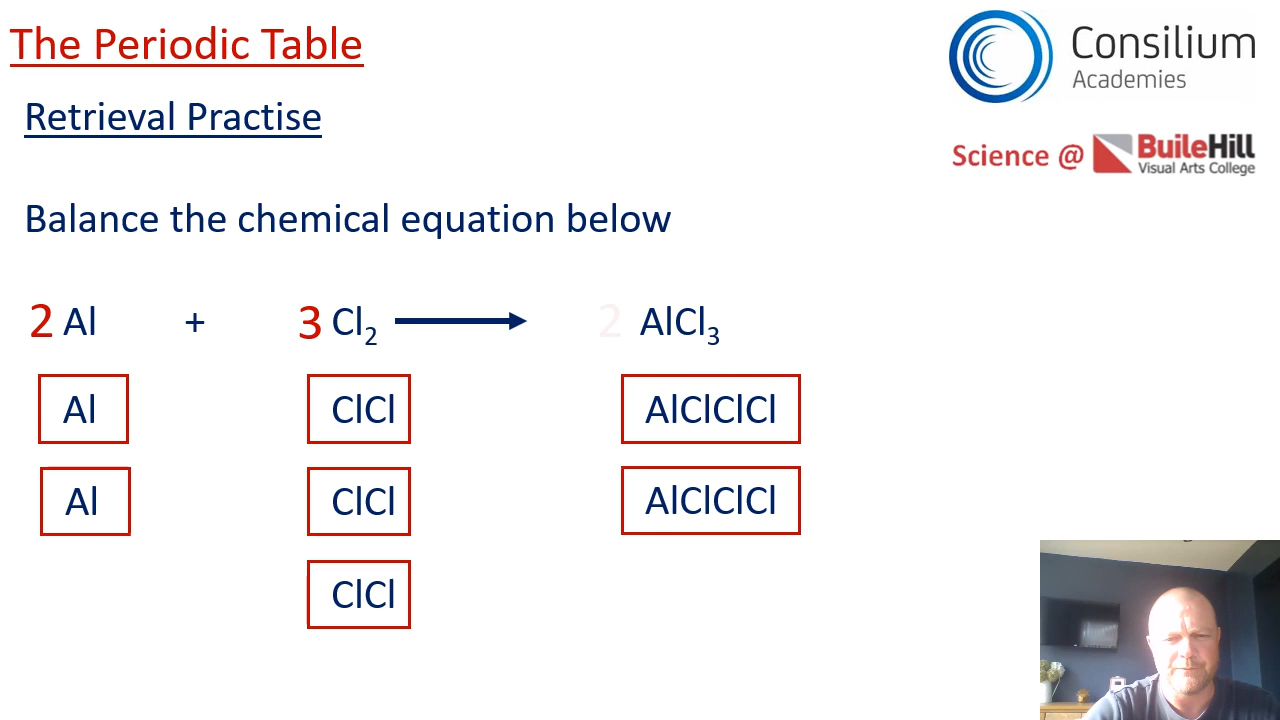 The Periodic Table
Consilium
Academies
Retrieval Practise
Science @ BuileHill
Visual Arts College
Balance the chemical equation below
2 Al + 3 Cl₂ ⟶ 2 AlCl₃
Al ClCl AlClClCl
Al ClCl AlClClCl
ClCl